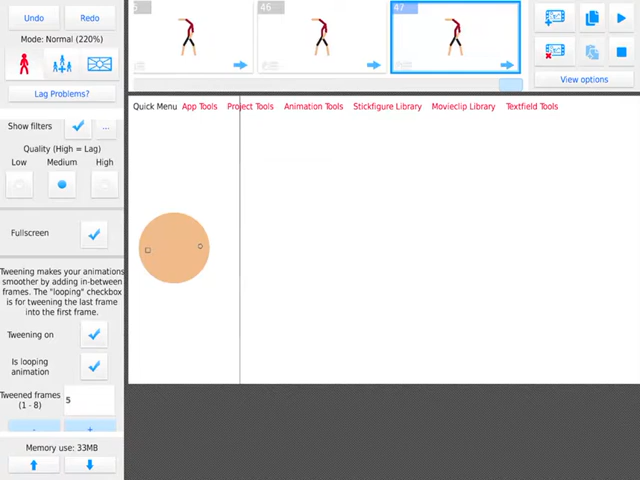 Undo
Redo
Mode: Normal (220%)
Lag Problems?
46
47
View options
Quick Menu App Tools Project Tools Animation Tools Stickfigure Library Movieclip Library Textfield Tools
Show filters
...
Quality (High = Lag)
Low Medium High
Fullscreen
Tweening makes your animations
smoother by adding in-between
frames. The "looping" checkbox
is for tweening the last frame
into the first frame.
Tweening on
Is looping
animation
Tweened frames
(1 - 8)
5
- +
Memory use: 33MB